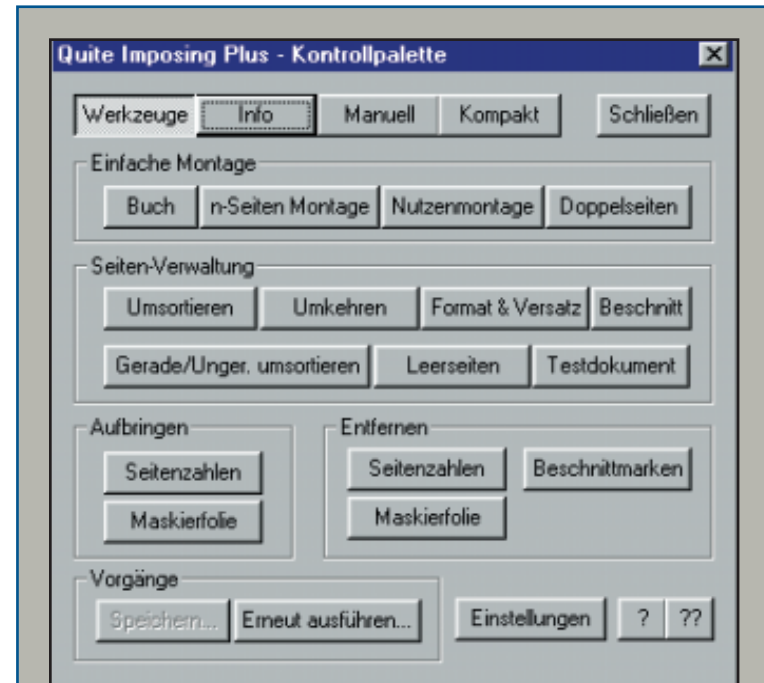 Quite Imposing Plus - Kontrollpalette
Werkzeuge Info Manuell Kompakt Schließen
Einfache Montage
Buch n-Seiten Montage Nutzenmontage Doppelseiten
Seiten-Verwaltung
Umsortieren Umkehren Format & Versatz Beschnitt
Gerade/Unger. umsortieren Leerseiten Testdokument
Aufbringen Entfernen
Seitenzahlen Seitenzahlen Beschnittmarken
Maskierfolie Maskierfolie
Vorgänge
Speichern... Erneut ausführen... Einstellungen ? ??